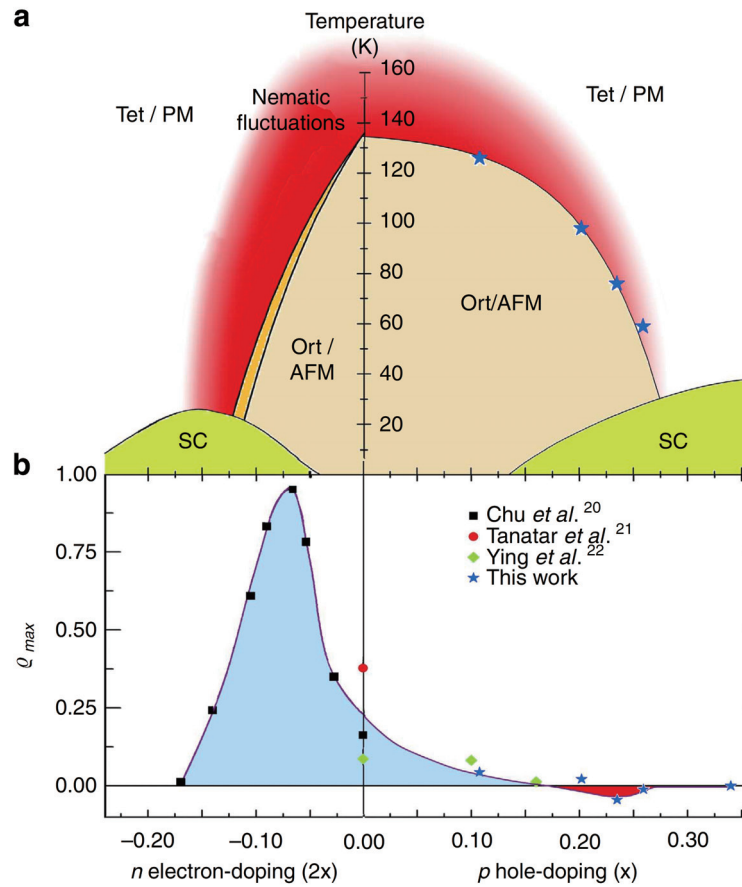 a
Temperature
(K)
160
140
120
100
80
60
40
20
Tet / PM
Nematic
fluctuations
Tet / PM
Ort /
AFM
Ort/AFM
SC
SC
b
1.00
0.75
0.50
0.25
0.00
ϱ max
Chu et al. 20
Tanatar et al. 21
Ying et al. 22
This work
−0.20 −0.10 0.00 0.10 0.20 0.30
n electron-doping (2x) p hole-doping (x)